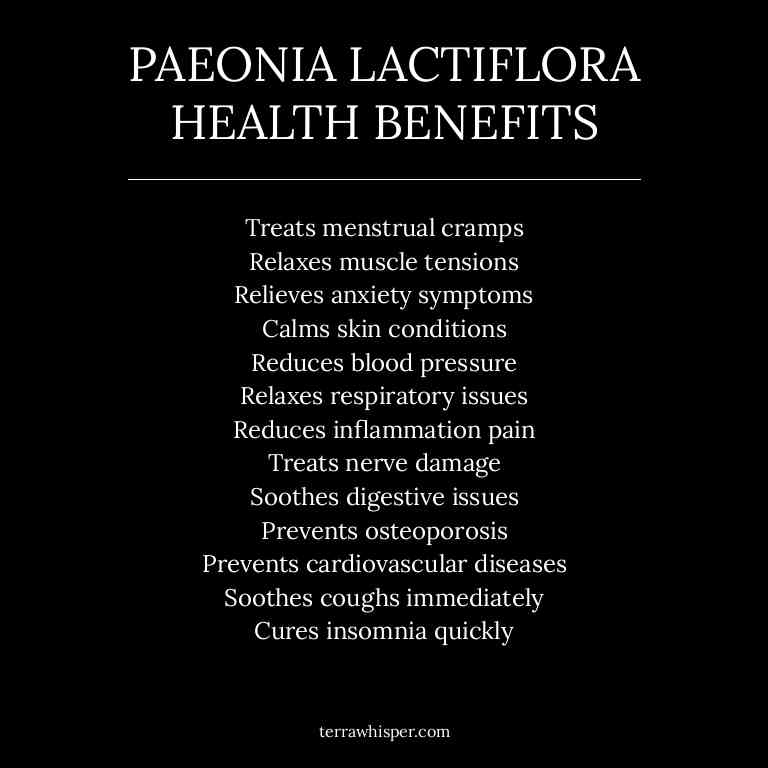 PAEONIA LACTIFLORA
HEALTH BENEFITS
Treats menstrual cramps
Relaxes muscle tensions
Relieves anxiety symptoms
Calms skin conditions
Reduces blood pressure
Relaxes respiratory issues
Reduces inflammation pain
Treats nerve damage
Soothes digestive issues
Prevents osteoporosis
Prevents cardiovascular diseases
Soothes coughs immediately
Cures insomnia quickly
terrawhisper.com